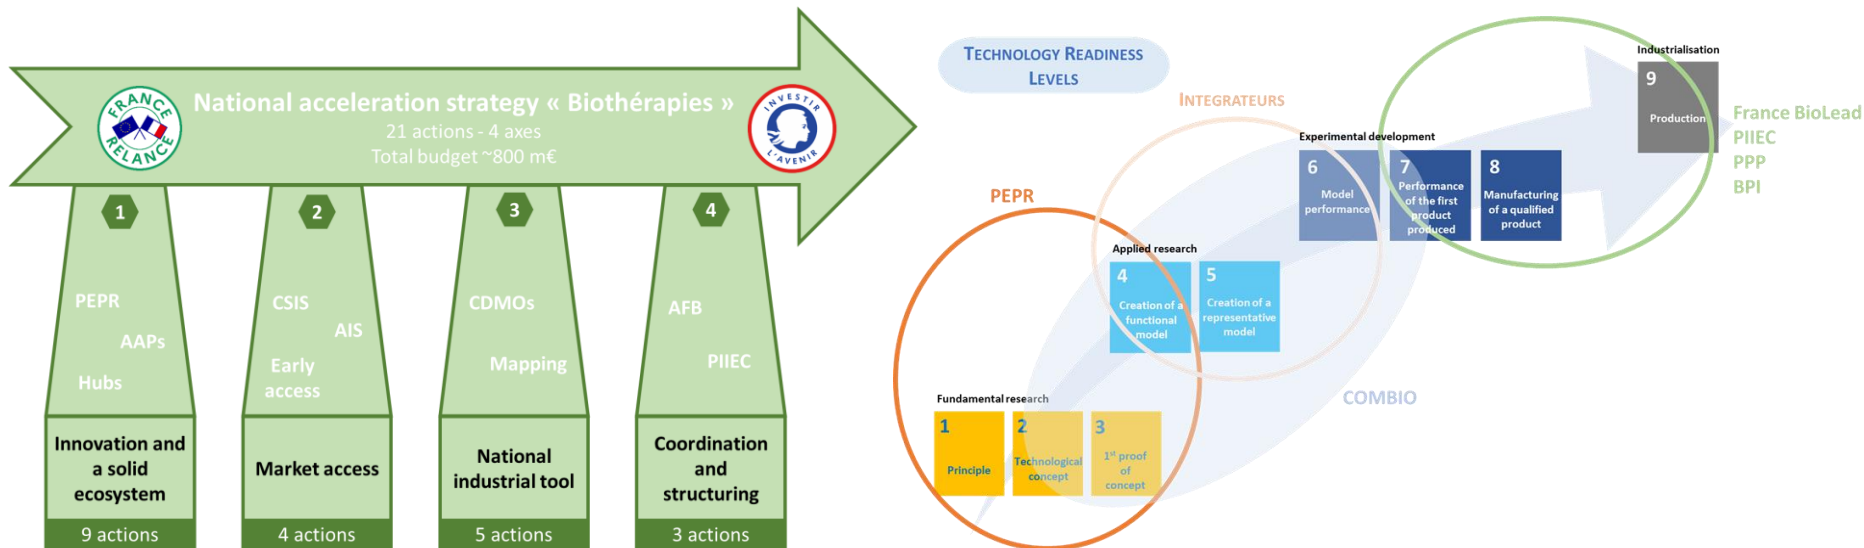 National acceleration strategy « Biothérapies »
21 actions - 4 axes
Total budget ~800 m€
FRANCE
RELANCE
INVESTIR
L'AVENIR
1
PEPR
AAPs
Hubs
Innovation and
a solid
ecosystem
9 actions
2
CSIS
AIS
Early
access
Market access
4 actions
3
CDMOs
Mapping
National
industrial tool
5 actions
4
AFB
PIIEC
Coordination
and
structuring
3 actions
TECHNOLOGY READINESS
LEVELS
PEPR
INTEGRATEURS
COMBIO
France BioLead
PIIEC
PPP
BPI
Fundamental research
1
Principle
2
Technological
concept
3
1st proof
of
concept
Applied research
4
Creation of a
functional
model
5
Creation of a
representative
model
Experimental development
6
Model
performance
7
Performance
of the first
product
produced
8
Manufacturing
of a qualified
product
Industrialisation
9
Production